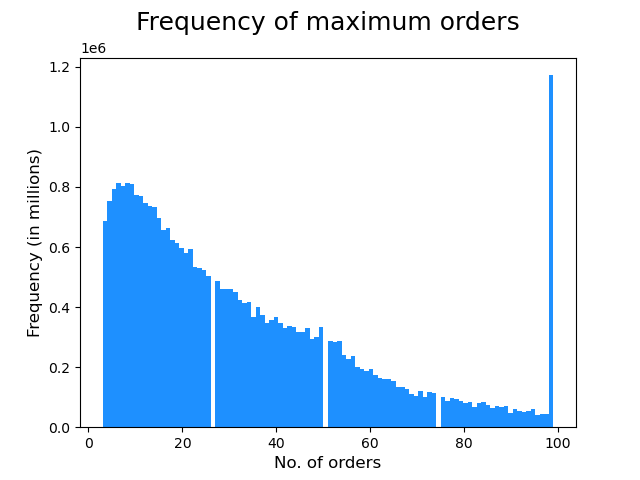 Frequency of maximum orders
1e6
1.2
1.0
0.8
0.6
0.4
0.2
0.0
Frequency (in millions)
0 20 40 60 80 100
No. of orders